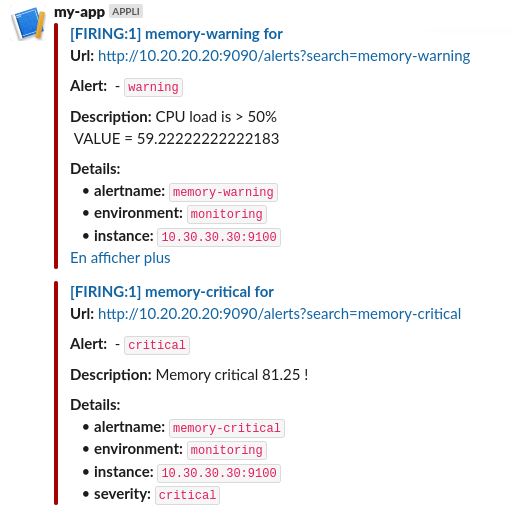 my-app APPLI
[FIRING:1] memory-warning for
Url: http://10.20.20.20:9090/alerts?search=memory-warning
Alert: - warning
Description: CPU load is > 50%
VALUE = 59.22222222222183
Details:
• alertname: memory-warning
• environment: monitoring
• instance: 10.30.30.30:9100
En afficher plus
[FIRING:1] memory-critical for
Url: http://10.20.20.20:9090/alerts?search=memory-critical
Alert: - critical
Description: Memory critical 81.25 !
Details:
• alertname: memory-critical
• environment: monitoring
• instance: 10.30.30.30:9100
• severity: critical